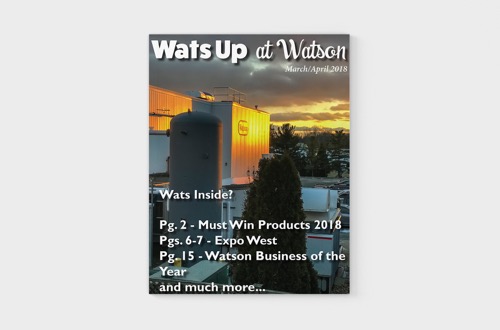 Wats Up at Watson
March/April 2018
Wats Inside?
Pg. 2 - Must Win Products 2018
Pgs. 6-7 - Expo West
Pg. 15 - Watson Business of the
Year
and much more...